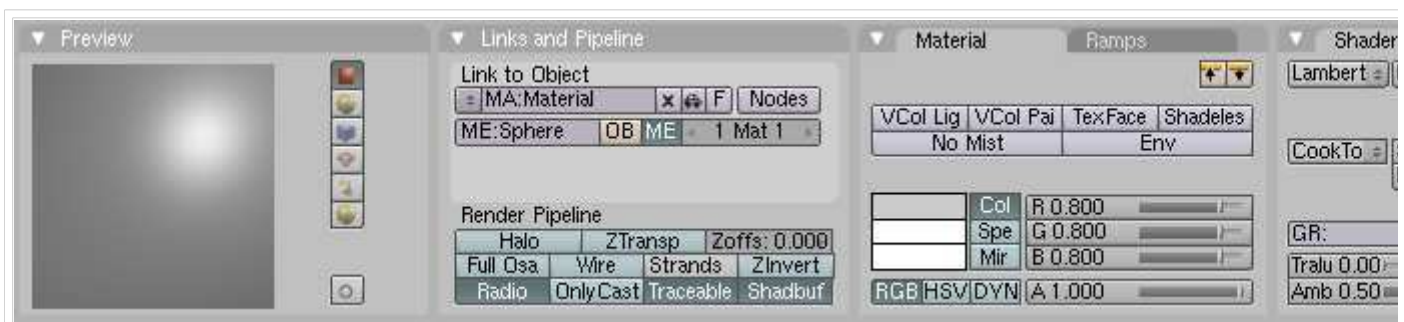 Preview
Links and Pipeline
Material Ramps
Shader
Link to Object
MA:Material F Nodes
ME:Sphere OB ME 1 Mat 1
Render Pipeline
Halo ZTransp Zoffs: 0.000
Full Osa Wire Strands ZInvert
Radio OnlyCast Traceable Shadbuf
VCol Lig VCol Pai TexFace Shadeles
No Mist Env
Col R 0.800
Spe G 0.800
Mir B 0.800
RGB HSV DYN A 1.000
Lambert
CookTo
GR:
Tralu 0.00
Amb 0.50